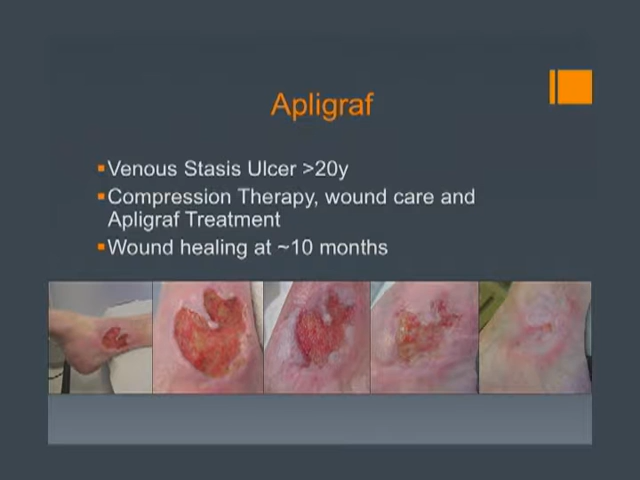 Apligraf
▪Venous Stasis Ulcer >20y
▪Compression Therapy, wound care and
Apligraf Treatment
▪Wound healing at ~10 months